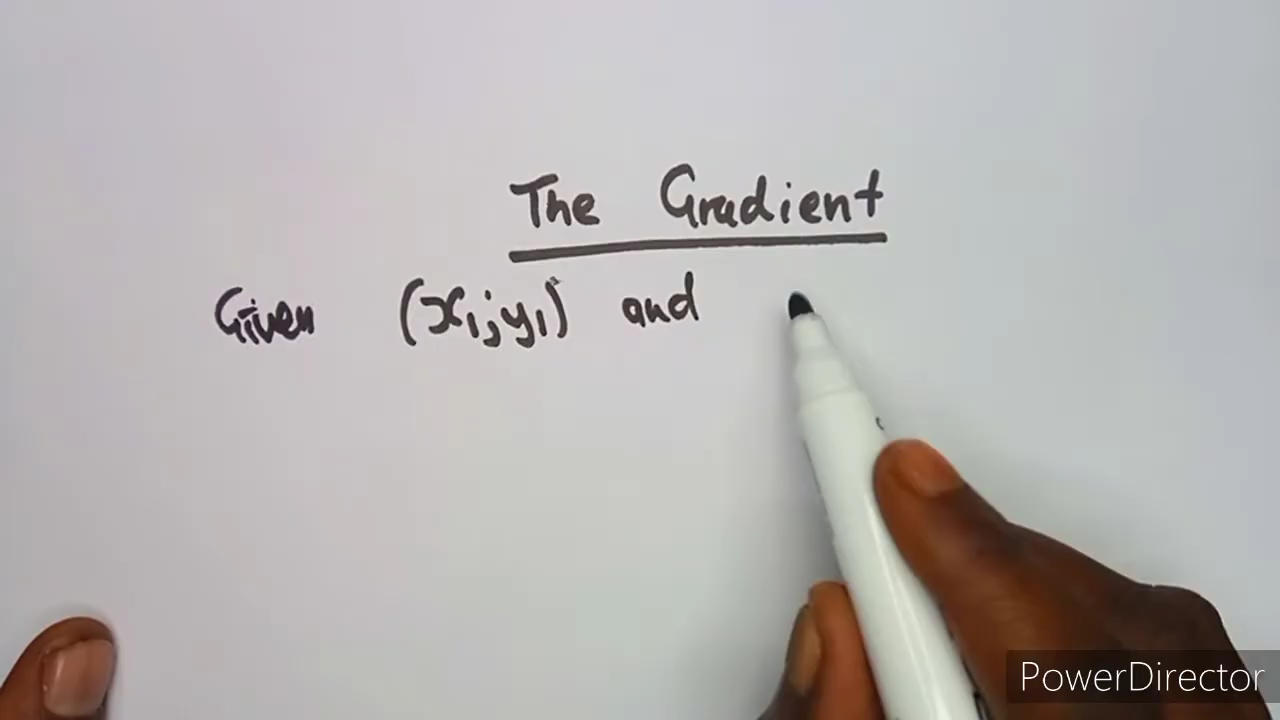 The Gradient
Given (x₁;y₁) and
PowerDirector